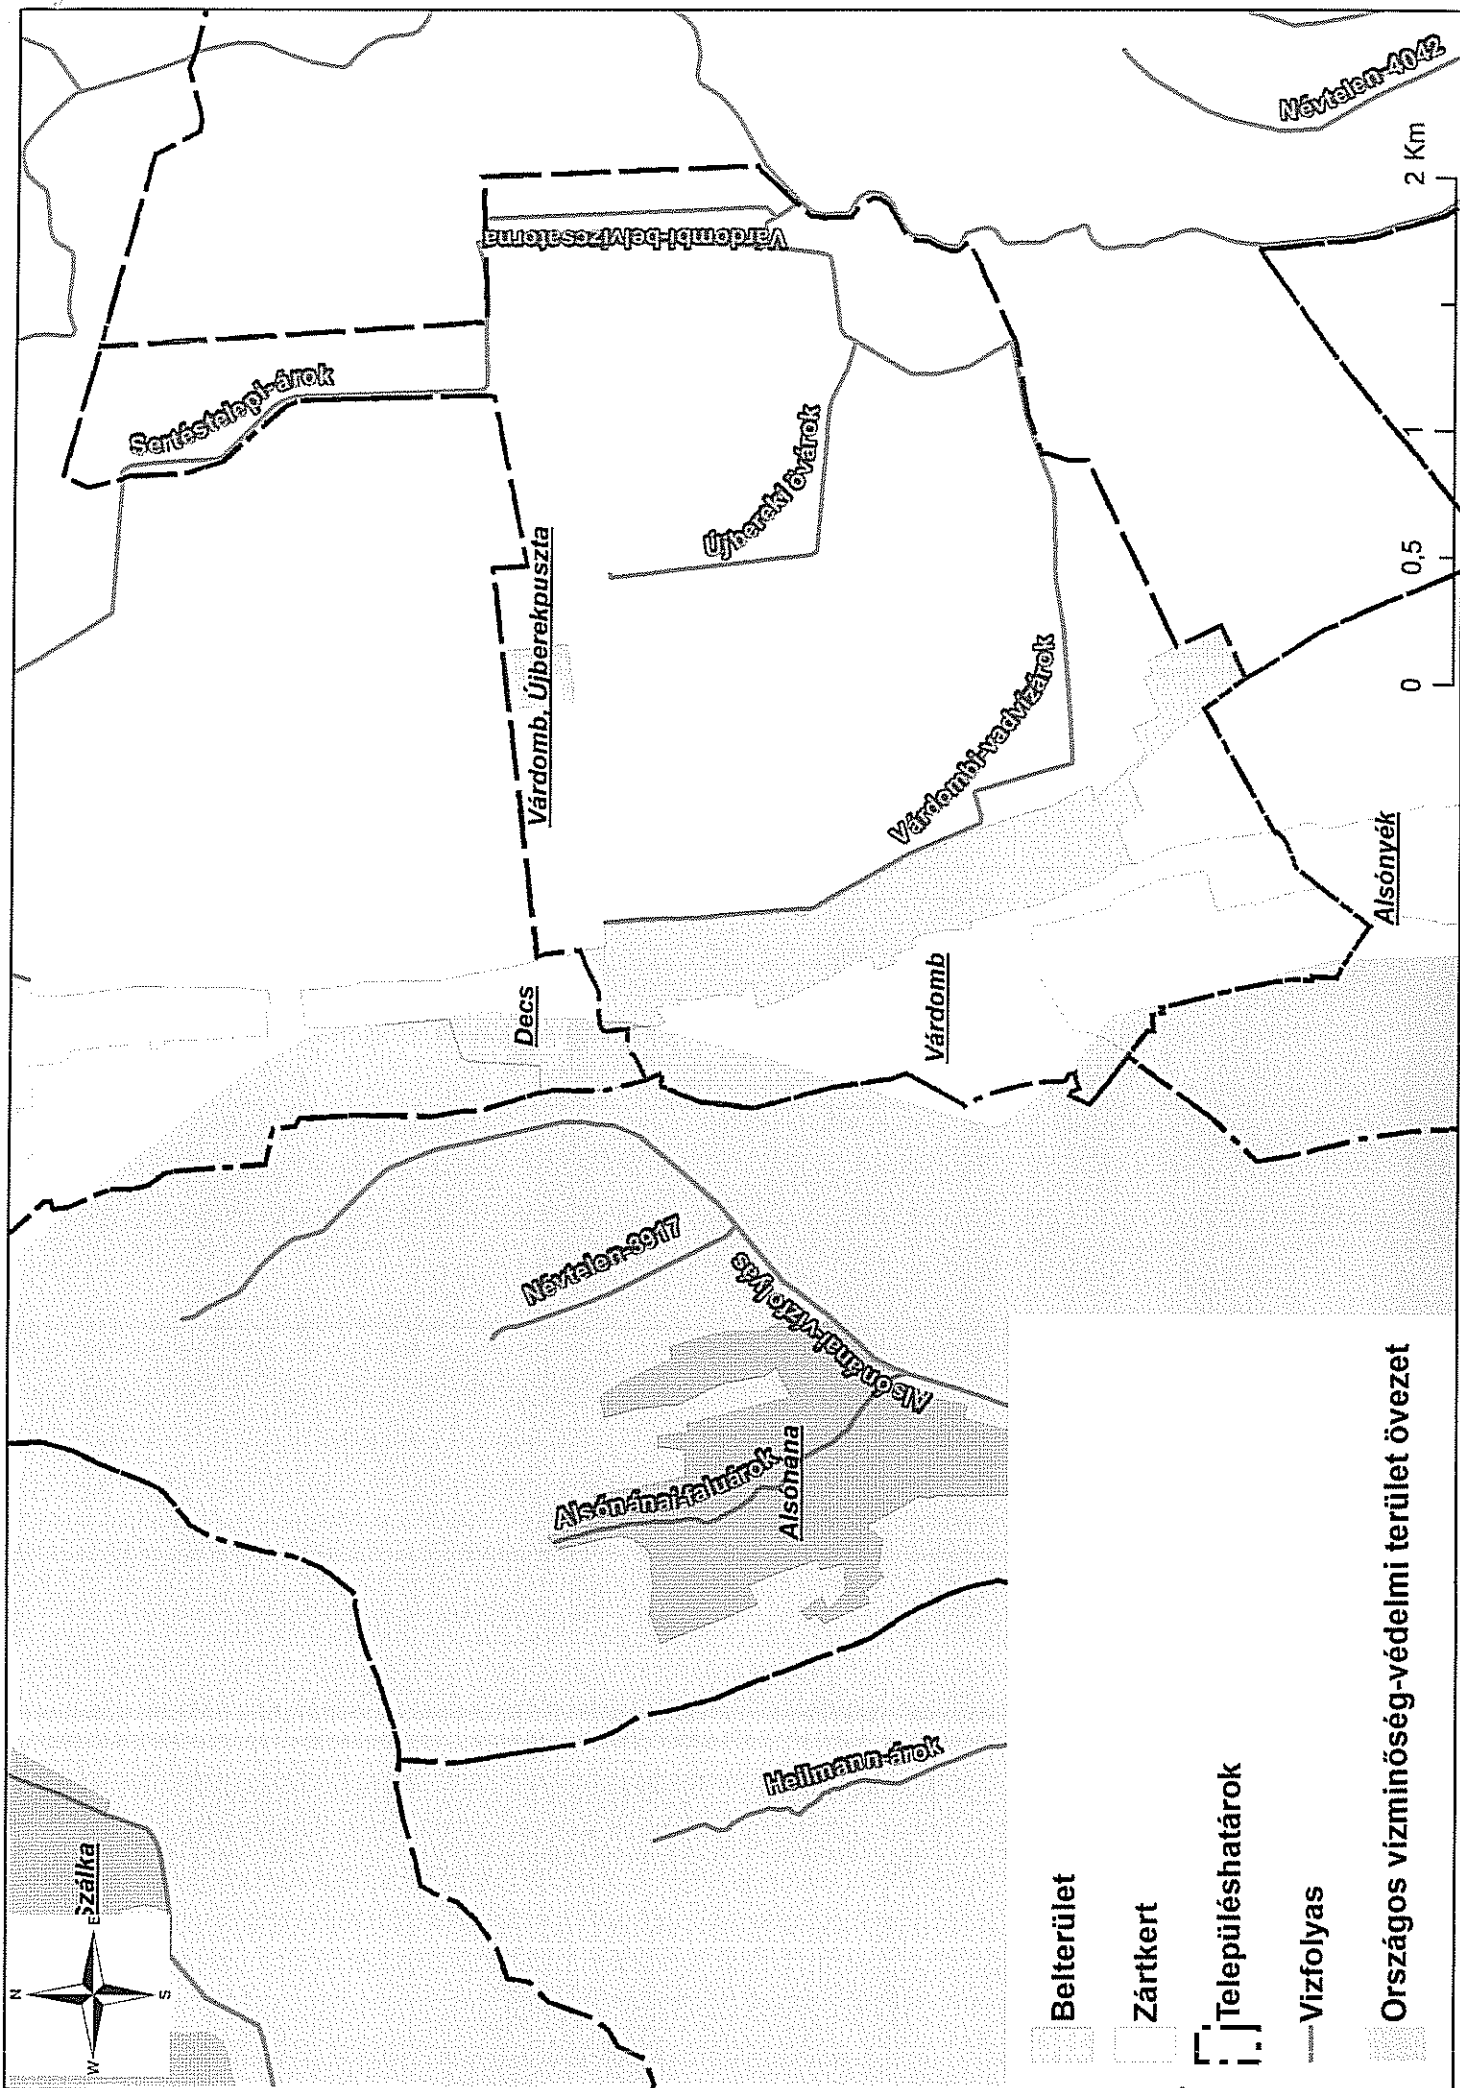 N
W
E
S
Szálka
Heilmann-árok
Alsónánai-faluárok
Alsónána
Névtelen-3917
Alsónánai-vízfolyás
Decs
Várdomb
Alsónyék
Várdomb, Újberekpuszta
Sertéstelepi-árok
Várdombi-belvízcsatorna
Újbereki övárok
Várdombi-vadvízárok
Névtelen-4042
0 0,5 1 2 Km
Belterület
Zártkert
Településhatárok
Vizfolyas
Országos vízminőség-védelmi terület övezet